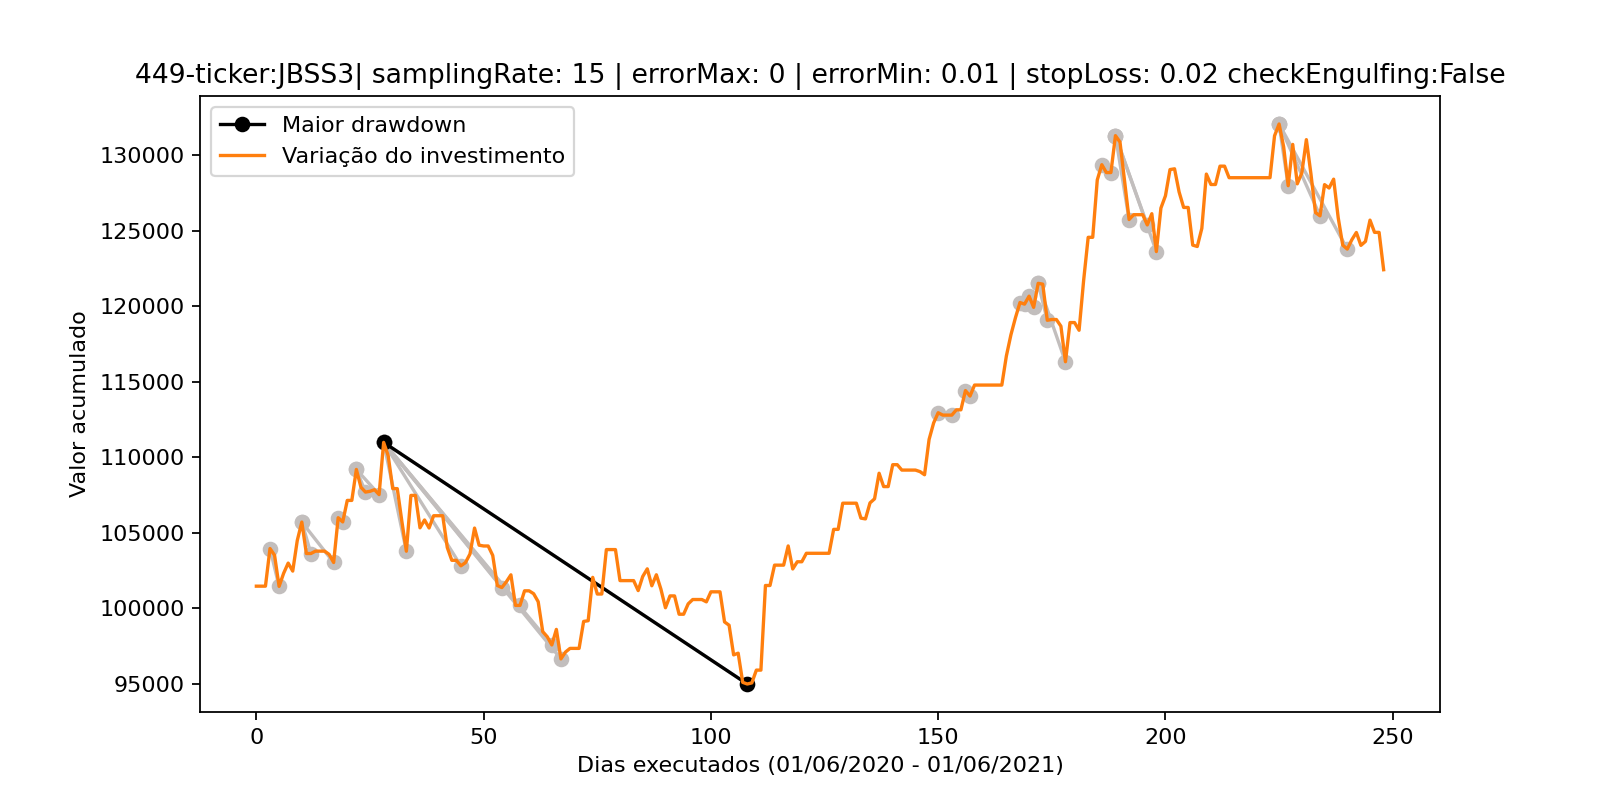 449-ticker:JBSS3| samplingRate: 15 | errorMax: 0 | errorMin: 0.01 | stopLoss: 0.02 checkEngulfing:False
Maior drawdown
Variação do investimento
130000
125000
120000
115000
110000
105000
100000
95000
Valor acumulado
0 50 100 150 200 250
Dias executados (01/06/2020 - 01/06/2021)